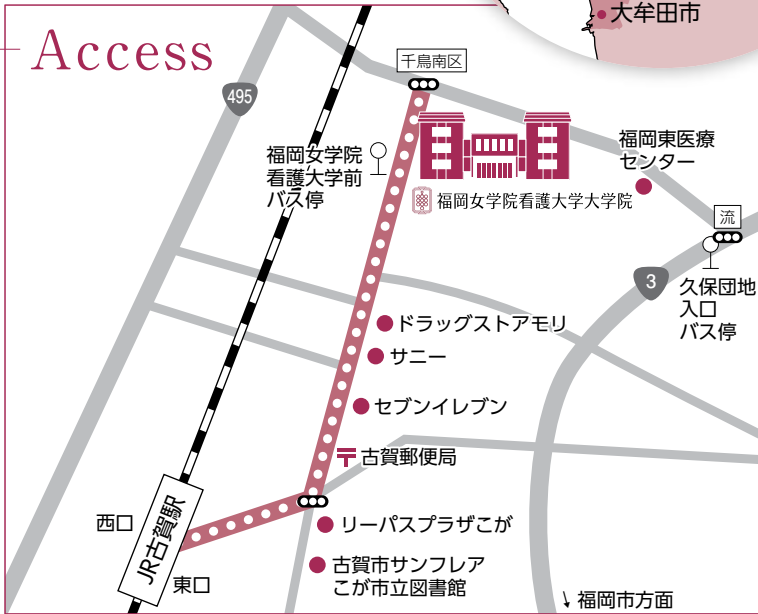 大牟田市
Access
千鳥南区
495
福岡女学院
看護大学前
バス停
福岡東医療
センター
福岡女学院看護大学大学院
流
3
久保団地
入口
バス停
ドラッグストアモリ
サニー
セブンイレブン
古賀郵便局
西口
JR古賀駅
東口
リーパスプラザこが
古賀市サンフレア
こが市立図書館
福岡市方面